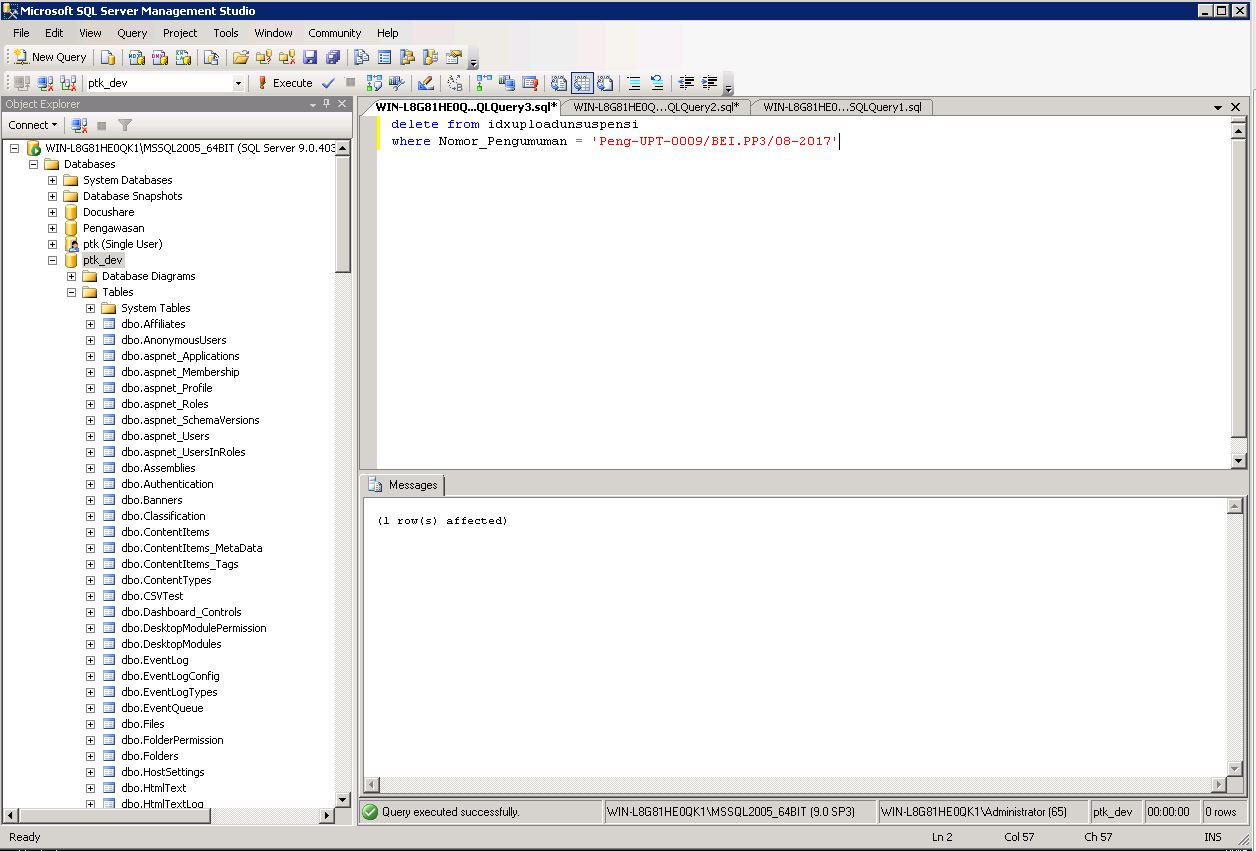 Microsoft SQL Server Management Studio
File Edit View Query Project Tools Window Community Help
New Query
ptk_dev Execute
Object Explorer
Connect
WIN-L8G81HE0QK1\MSSQL2005_64BIT (SQL Server 9.0.403
Databases
System Databases
Database Snapshots
Docushare
Pengawasan
ptk (Single User)
ptk_dev
Database Diagrams
Tables
System Tables
dbo.Affiliates
dbo.AnonymousUsers
dbo.aspnet_Applications
dbo.aspnet_Membership
dbo.aspnet_Profile
dbo.aspnet_Roles
dbo.aspnet_SchemaVersions
dbo.aspnet_Users
dbo.aspnet_UsersInRoles
dbo.Assemblies
dbo.Authentication
dbo.Banners
dbo.Classification
dbo.ContentItems
dbo.ContentItems_MetaData
dbo.ContentItems_Tags
dbo.ContentTypes
dbo.CSVTest
dbo.Dashboard_Controls
dbo.DesktopModulePermission
dbo.DesktopModules
dbo.EventLog
dbo.EventLogConfig
dbo.EventLogTypes
dbo.EventQueue
dbo.Files
dbo.FolderPermission
dbo.Folders
dbo.HostSettings
dbo.HtmlText
dbo.HtmlTextLog
WIN-L8G81HE0Q...QLQuery3.sql* WIN-L8G81HE0Q...QLQuery2.sql* WIN-L8G81HE0...SQLQuery1.sql
delete from idxuploadunsuspensi
where Nomor_Pengumuman = 'Peng-UPT-0009/BEI.PP3/08-2017'
Messages
(1 row(s) affected)
Query executed successfully. WIN-L8G81HE0QK1\MSSQL2005_64BIT (9.0 SP3) WIN-L8G81HE0QK1\Administrator (65) ptk_dev 00:00:00 0 rows
Ready Ln 2 Col 57 Ch 57 INS